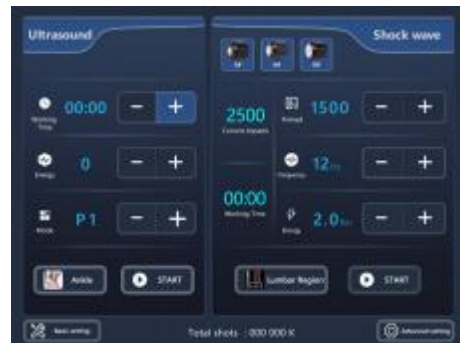 Ultrasound
Shock wave
Working Time
00:00
Energy
0
Mode
P1
Ankle
START
2500
Current Impacts
00:00
Working Time
Preload
1500
Frequency
12
Energy
2.0
Lumbar Region
START
Basic setting
Total shots : 000 000 K
Advanced setting